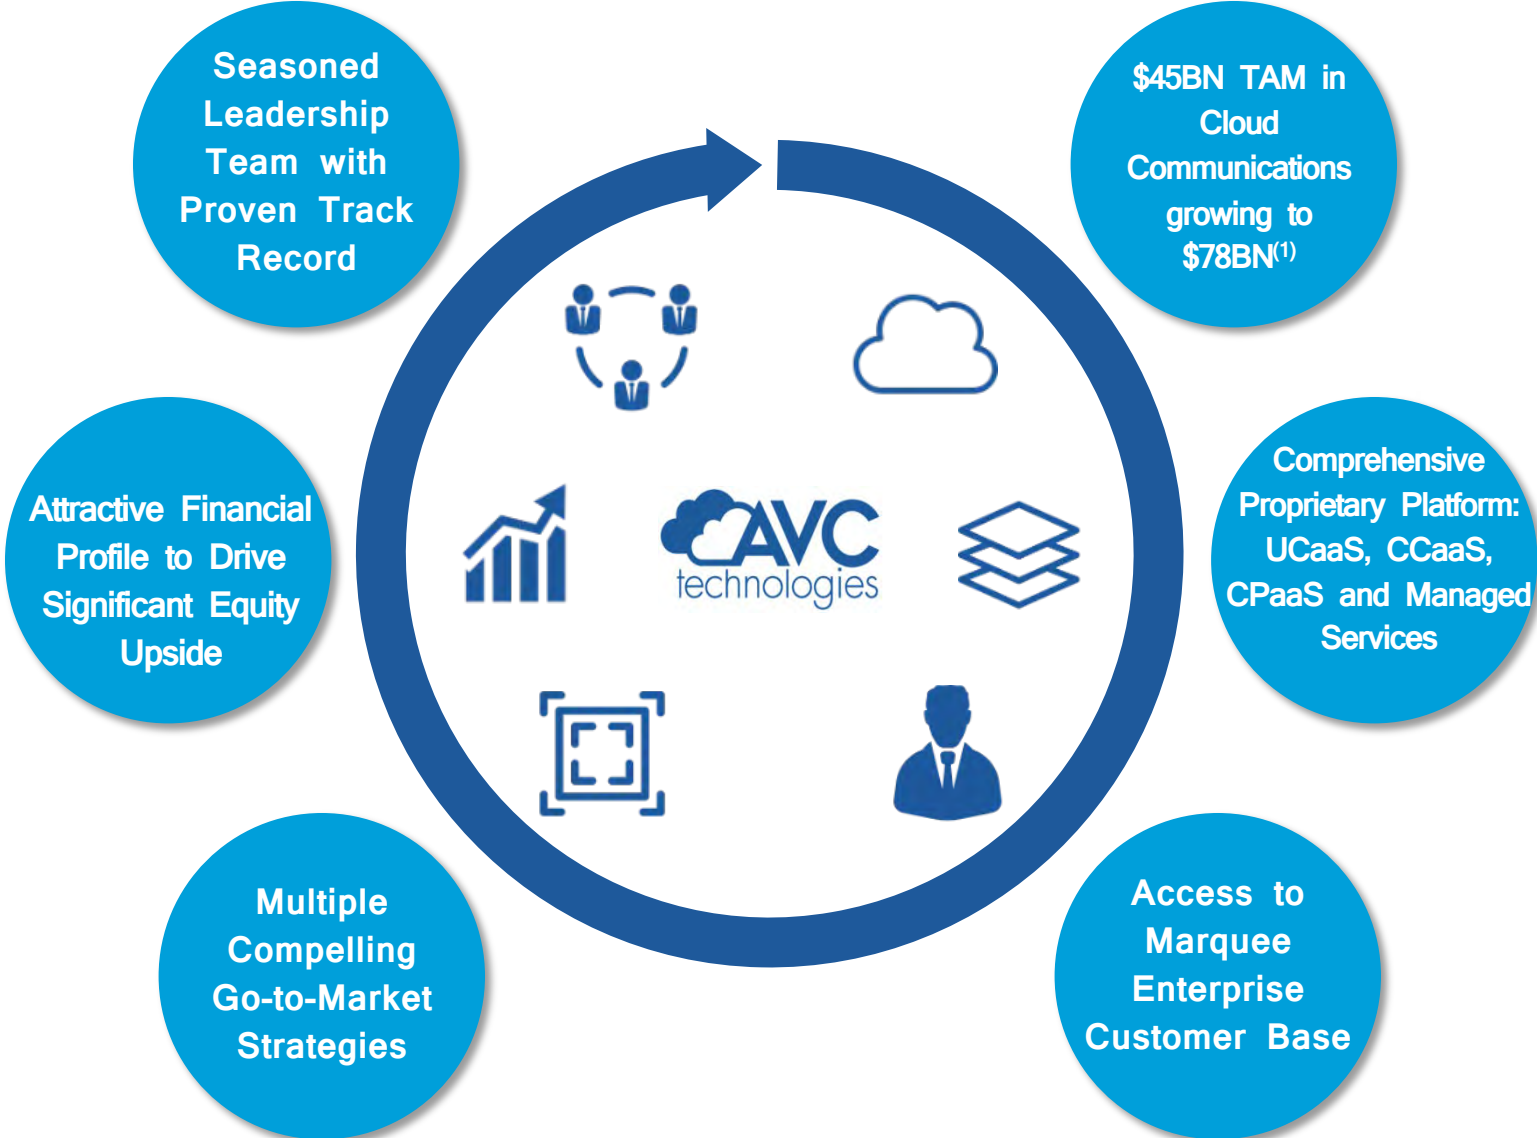 Seasoned
Leadership
Team with
Proven Track
Record
$45BN TAM in
Cloud
Communications
growing to
$78BN(1)
Attractive Financial
Profile to Drive
Significant Equity
Upside
AVC
technologies
Comprehensive
Proprietary Platform:
UCaaS, CCaaS,
CPaaS and Managed
Services
Multiple
Compelling
Go-to-Market
Strategies
Access to
Marquee
Enterprise
Customer Base